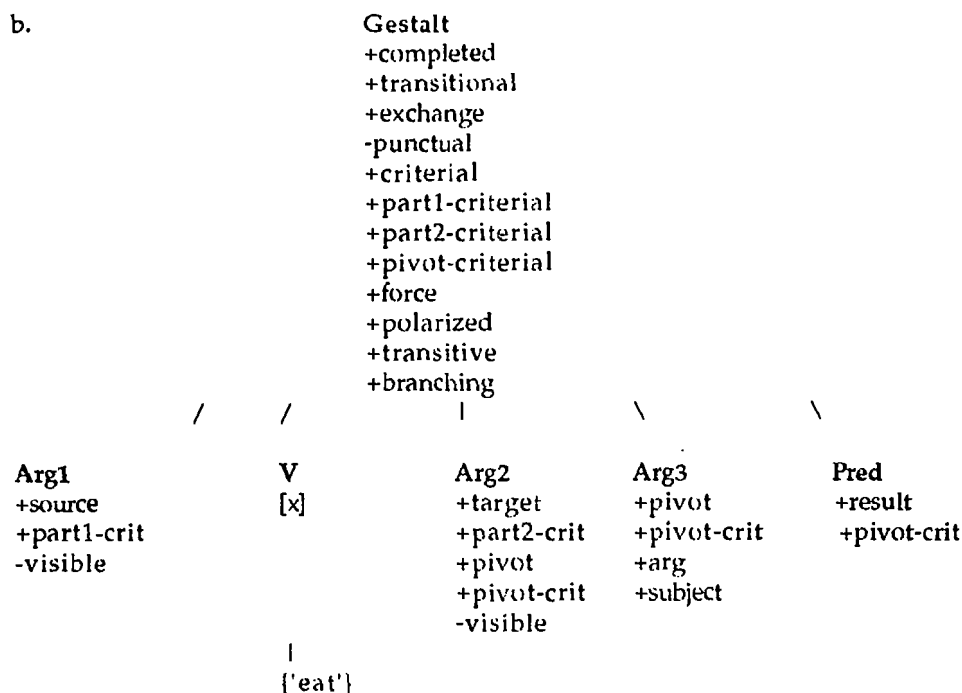 b. Gestalt
+completed
+transitional
+exchange
-punctual
+criterial
+part1-criterial
+part2-criterial
+pivot-criterial
+force
+polarized
+transitive
+branching
/ / | \ \
Arg1 V Arg2 Arg3 Pred
+source [x] +target +pivot +result
+part1-crit +part2-crit +pivot-crit +pivot-crit
-visible +pivot +arg
+pivot-crit +subject
-visible
|
{'eat'}